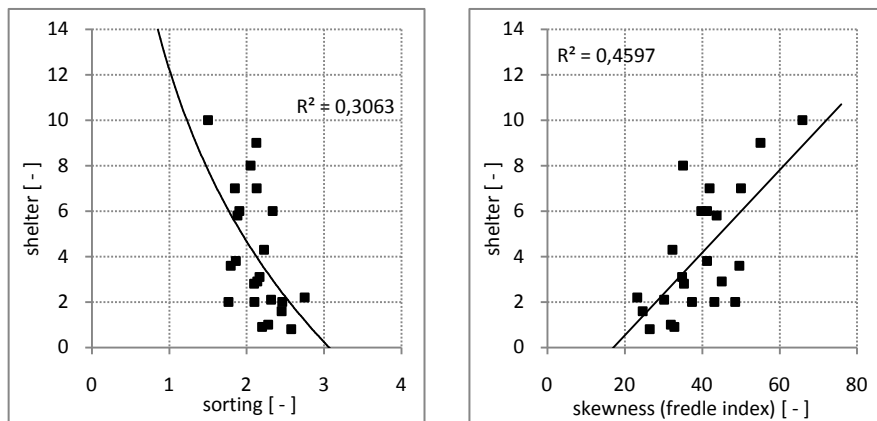 14
12
10
8
6
4
2
0
shelter [ - ]
R² = 0,3063
0 1 2 3 4
sorting [ - ]
14
12
10
8
6
4
2
0
shelter [ - ]
R² = 0,4597
0 20 40 60 80
skewness (fredle index) [ - ]